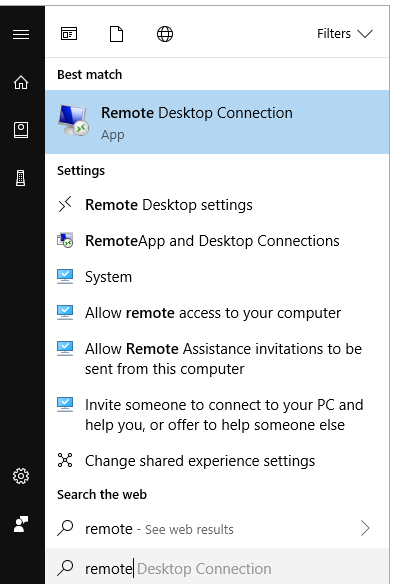 Filters
Best match
Remote Desktop Connection
App
Settings
Remote Desktop settings
RemoteApp and Desktop Connections
System
Allow remote access to your computer
Allow Remote Assistance invitations to be
sent from this computer
Invite someone to connect to your PC and
help you, or offer to help someone else
Change shared experience settings
Search the web
remote - See web results
remote Desktop Connection